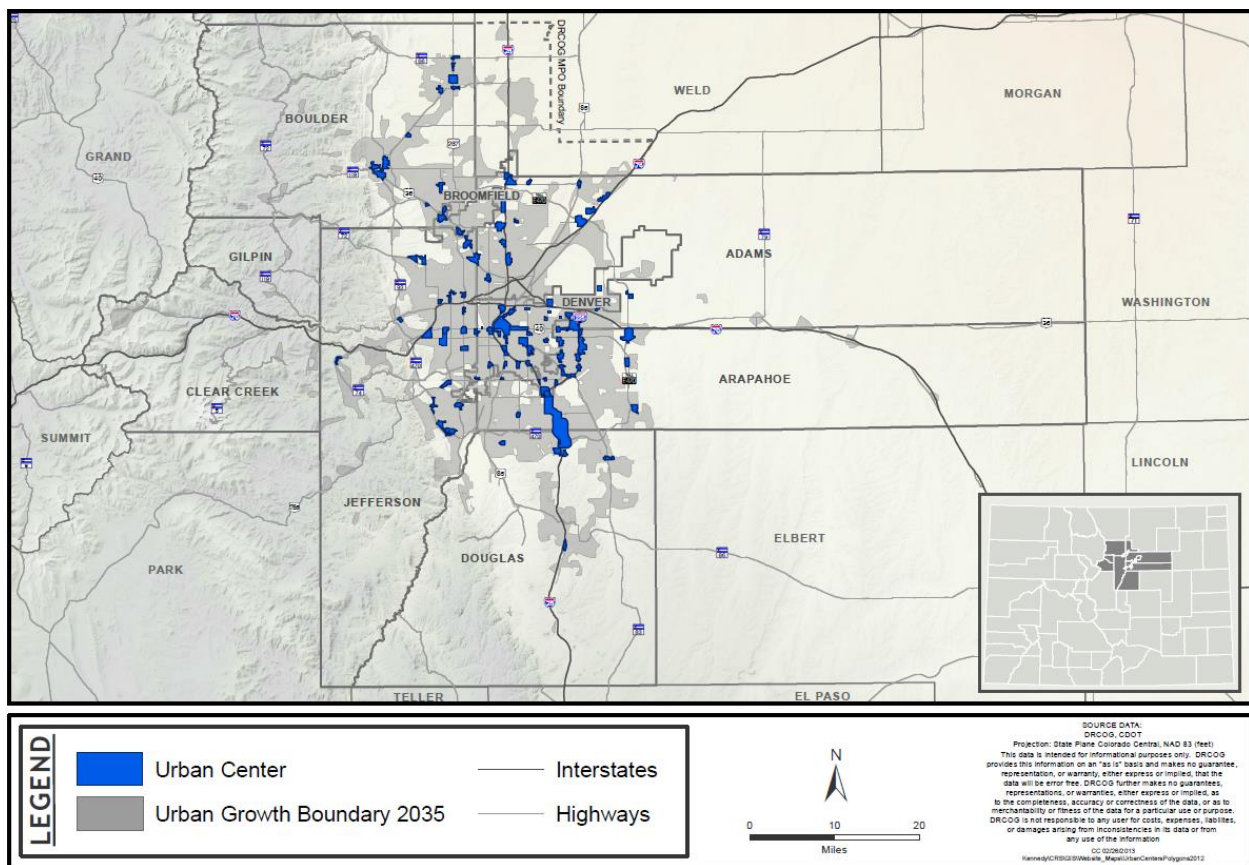 DRCOG MPO Boundary
WELD
MORGAN
BOULDER
GRAND
BROOMFIELD
GILPIN
ADAMS
DENVER
WASHINGTON
ARAPAHOE
CLEAR CREEK
SUMMIT
LINCOLN
JEFFERSON
ELBERT
DOUGLAS
PARK
TELLER
EL PASO
LEGEND
Urban Center
Interstates
Urban Growth Boundary 2035
Highways
N
0 10 20
Miles
SOURCE DATA:
DRCOG, CDOT
Projection: State Plane Colorado Central, NAD 83 (feet)
This data is intended for informational purposes only. DRCOG
provides this information on an "as is" basis and makes no guarantee,
representation, or warranty, either express or implied, that the
data will be error free. DRCOG further makes no guarantees,
representations, or warranties, either express or implied, as
to the completeness, accuracy or correctness of the data, or as to
merchantability or fitness of the data for a particular use or purpose.
DRCOG is not responsible to any user for costs, expenses, liabilites,
or damages arising from inconsistencies in its data or from
any use of the information
CC 02/26/2013